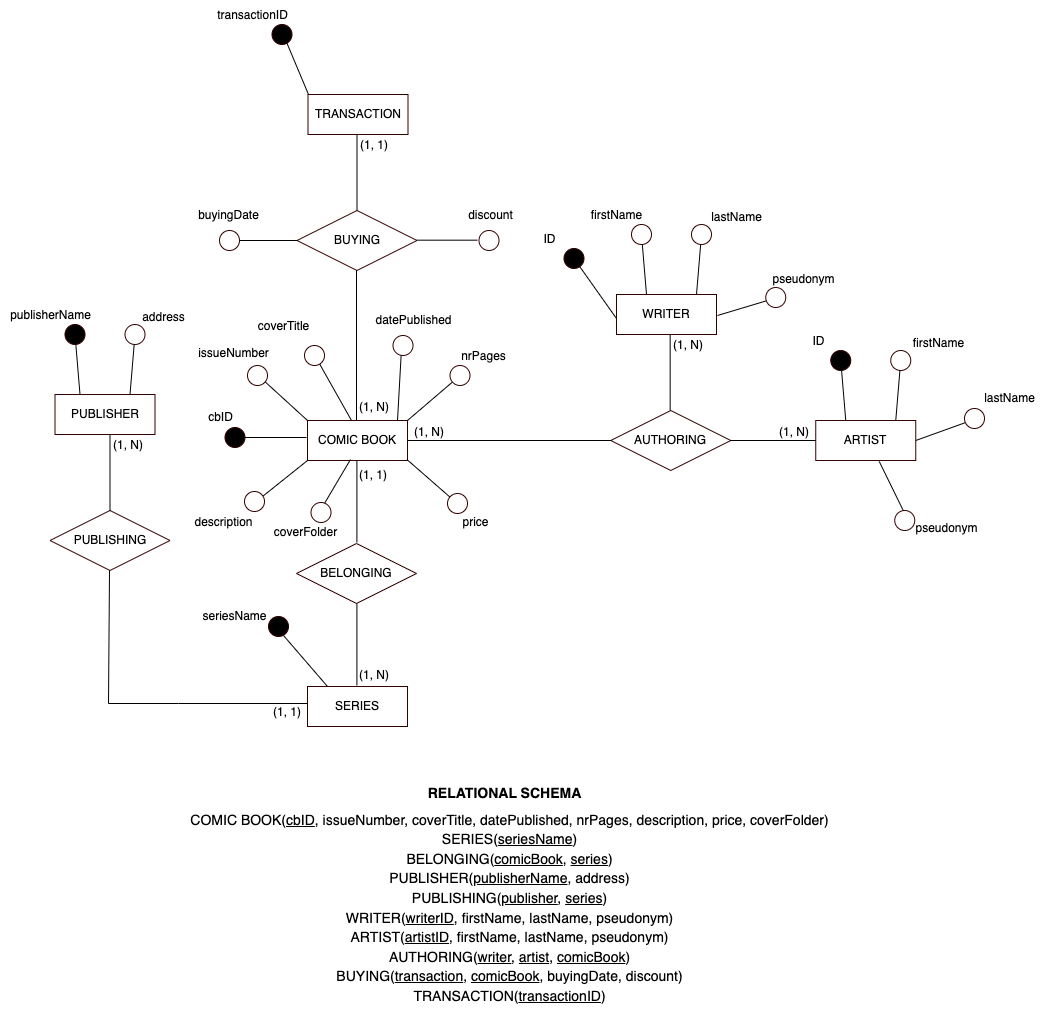 transactionID
TRANSACTION
(1, 1)
buyingDate
discount
BUYING
firstName
lastName
ID
pseudonym
WRITER
(1, N)
publisherName
address
PUBLISHER
(1, N)
coverTitle
datePublished
issueNumber
nrPages
cbID
(1, N)
COMIC BOOK
(1, N)
(1, 1)
description
coverFolder
price
AUTHORING
(1, N)
ID
firstName
lastName
ARTIST
pseudonym
PUBLISHING
BELONGING
seriesName
(1, N)
SERIES
(1, 1)
RELATIONAL SCHEMA
COMIC BOOK(cbID, issueNumber, coverTitle, datePublished, nrPages, description, price, coverFolder)
SERIES(seriesName)
BELONGING(comicBook, series)
PUBLISHER(publisherName, address)
PUBLISHING(publisher, series)
WRITER(writerID, firstName, lastName, pseudonym)
ARTIST(artistID, firstName, lastName, pseudonym)
AUTHORING(writer, artist, comicBook)
BUYING(transaction, comicBook, buyingDate, discount)
TRANSACTION(transactionID)